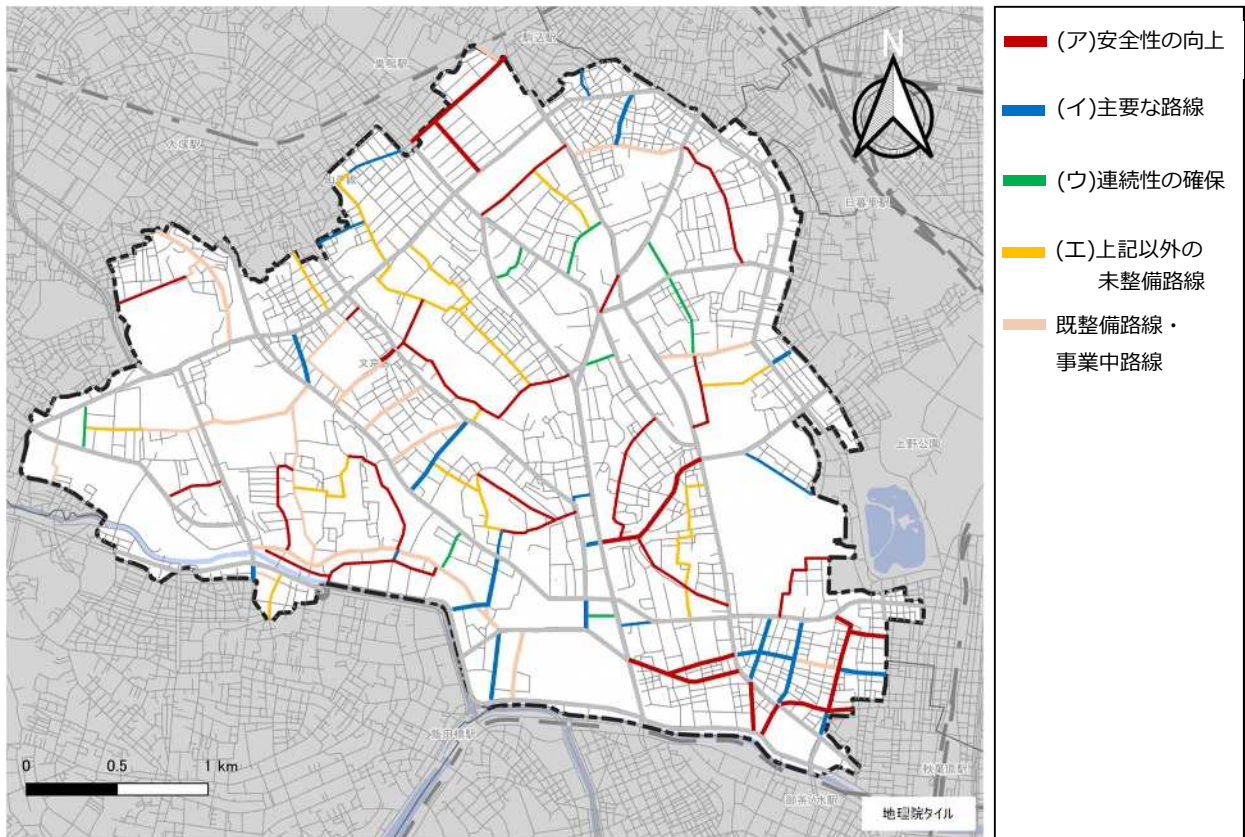 駒込駅
巣鴨駅
大塚駅
N
日暮里駅
上野公園
飯田橋駅
御茶ノ水駅
秋葉原駅
0 0.5 1 km
地理院タイル
(ア)安全性の向上
(イ)主要な路線
(ウ)連続性の確保
(エ)上記以外の
未整備路線
既整備路線・
事業中路線